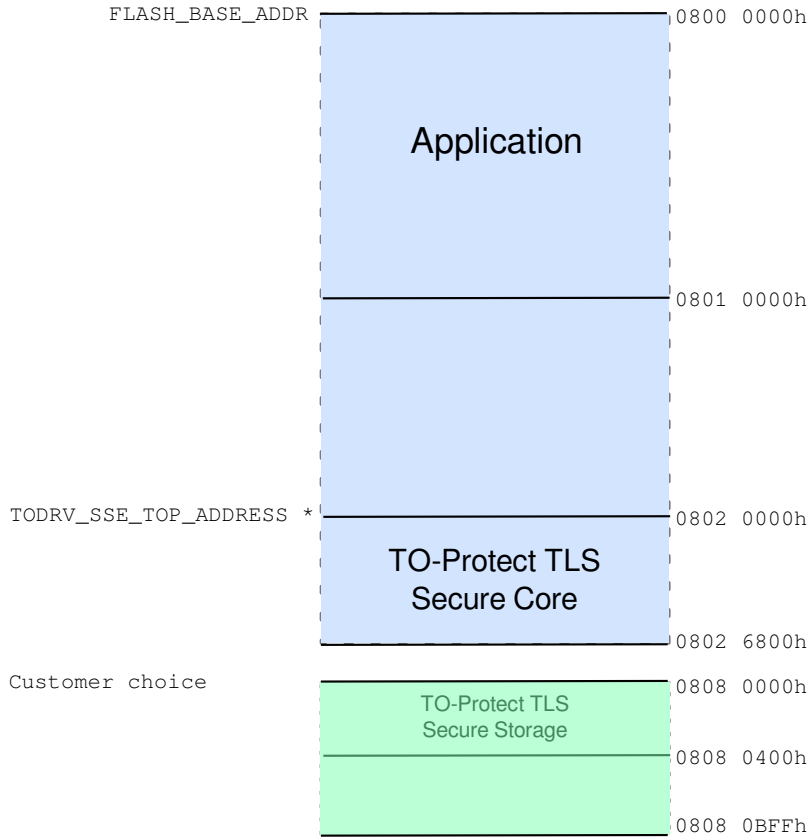 FLASH_BASE_ADDR
0800 0000h
Application
0801 0000h
TODRV_SSE_TOP_ADDRESS *
0802 0000h
TO-Protect TLS
Secure Core
0802 6800h
Customer choice
0808 0000h
TO-Protect TLS
Secure Storage
0808 0400h
0808 0BFFh